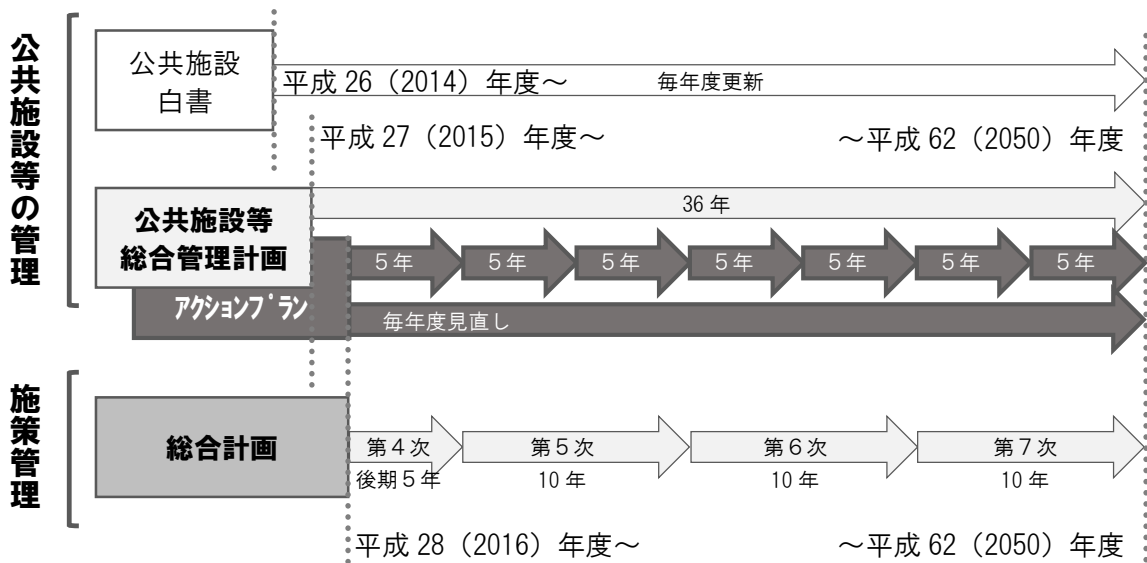 公共施設等の管理
公共施設
白書
平成 26（2014）年度～
毎年度更新
平成 27（2015）年度～
～平成 62（2050）年度
公共施設等
総合管理計画
36 年
５年
５年
５年
５年
５年
５年
５年
ｱｸｼｮﾝﾌﾟﾗﾝ
毎年度見直し
施策管理
総合計画
第４次
後期５年
第５次
10 年
第６次
10 年
第７次
10 年
平成 28（2016）年度～
～平成 62（2050）年度